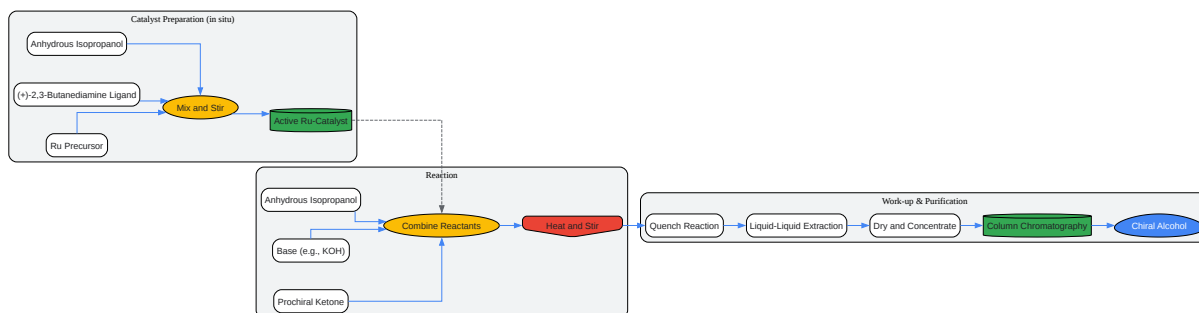 Catalyst Preparation (in situ)
Anhydrous Isopropanol
(+)-2,3-Butanediamine Ligand
Mix and Stir
Active Ru-Catalyst
Ru Precursor
Reaction
Anhydrous Isopropanol
Combine Reactants
Heat and Stir
Base (e.g., KOH)
Prochiral Ketone
Work-up & Purification
Quench Reaction
Liquid-Liquid Extraction
Dry and Concentrate
Column Chromatography
Chiral Alcohol